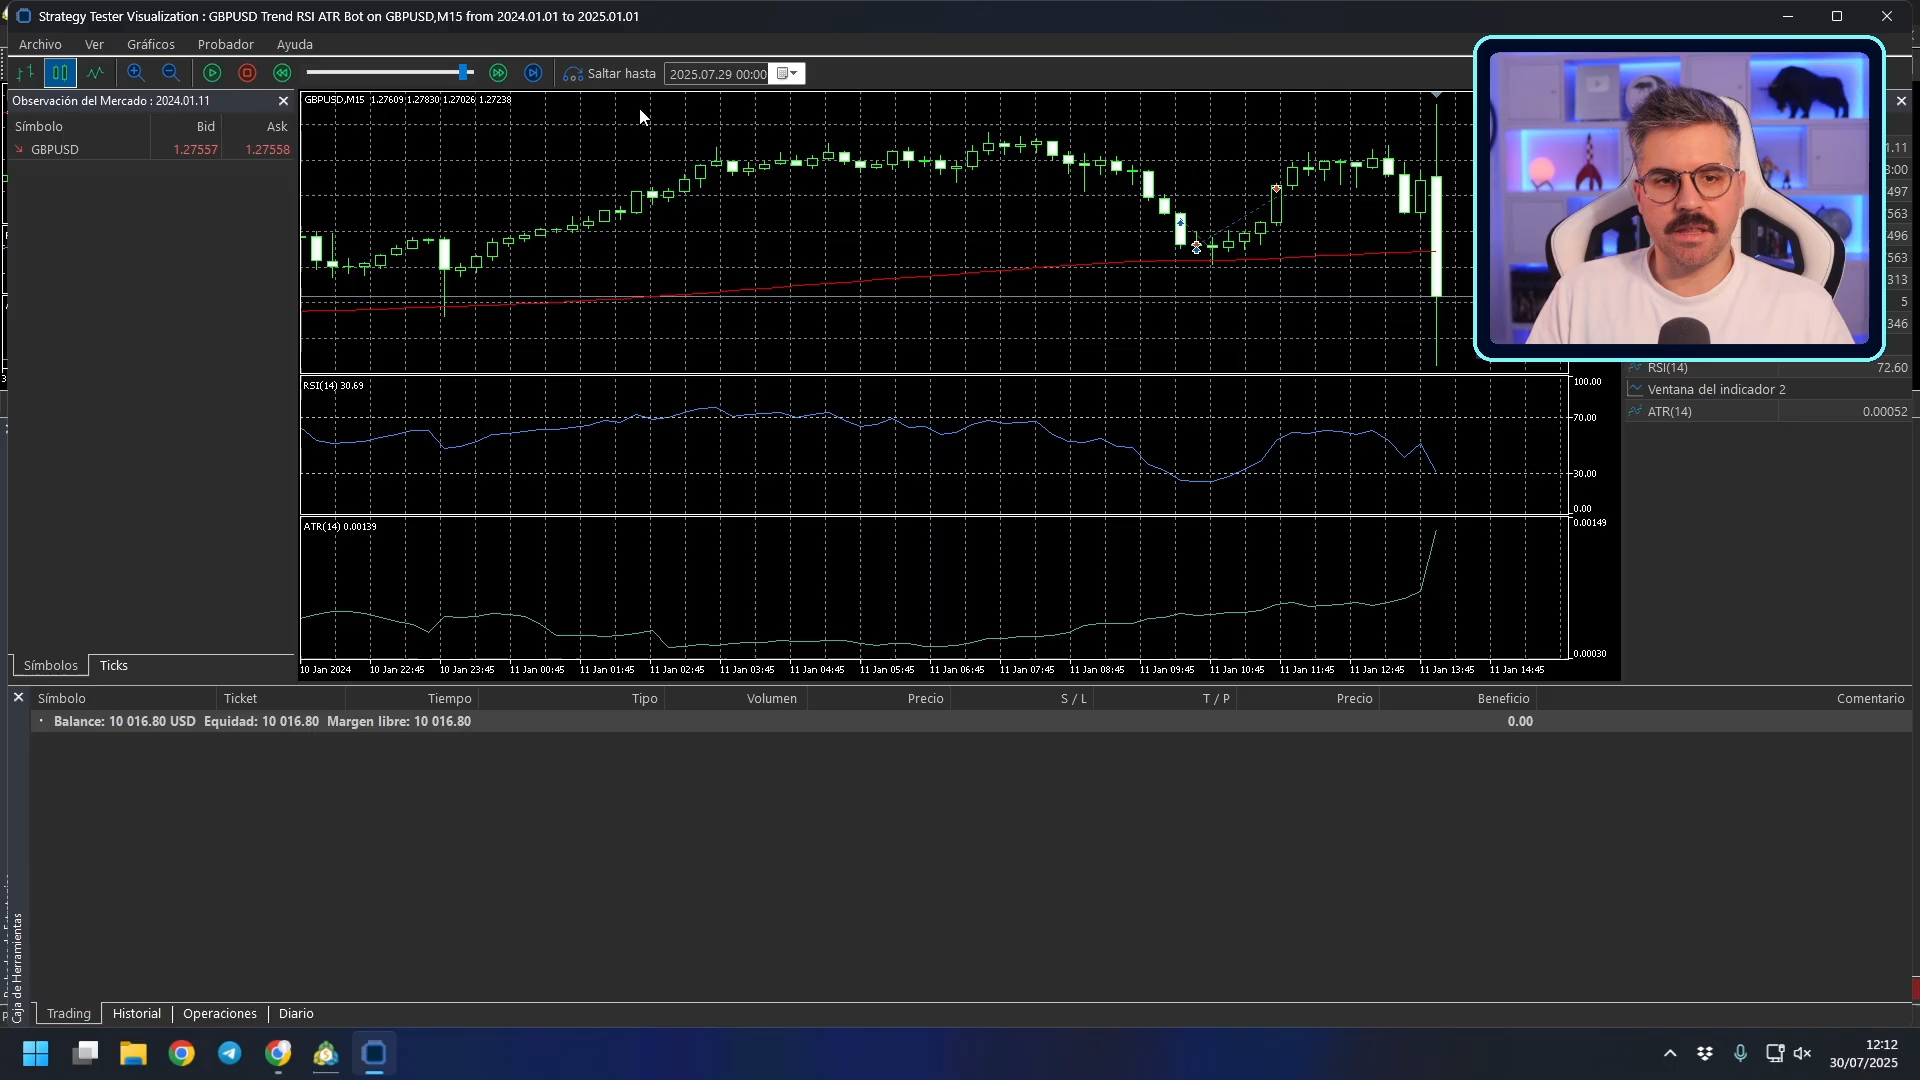 Strategy Tester Visualization : GBPUSD Trend RSI ATR Bot on GBPUSD,M15 from 2024.01.01 to 2025.01.01
Archivo Ver Gráficos Probador Ayuda
Saltar hasta 2025.07.29 00:00
Observación del Mercado : 2024.01.11
Símbolo Bid Ask
GBPUSD 1.27557 1.27558
Símbolos Ticks
GBPUSD,M15 1.27609 1.27830 1.27026 1.27238
RSI(14) 30.69
100.00
70.00
30.00
0.00
ATR(14) 0.00139
0.00149
0.00030
10 Jan 2024 10 Jan 22:45 10 Jan 23:45 11 Jan 00:45 11 Jan 01:45 11 Jan 02:45 11 Jan 03:45 11 Jan 04:45 11 Jan 05:45 11 Jan 06:45 11 Jan 07:45 11 Jan 08:45 11 Jan 09:45 11 Jan 10:45 11 Jan 11:45 11 Jan 12:45 11 Jan 13:45 11 Jan 14:45
1.11
:00
497
563
496
563
313
5
346
RSI(14) 72.60
Ventana del indicador 2
ATR(14) 0.00052
Símbolo Ticket Tiempo Tipo Volumen Precio S / L T / P Precio Beneficio Comentario
Balance: 10 016.80 USD Equidad: 10 016.80 Margen libre: 10 016.80 0.00
Caja de Herramientas
Trading Historial Operaciones Diario
12:12
30/07/2025